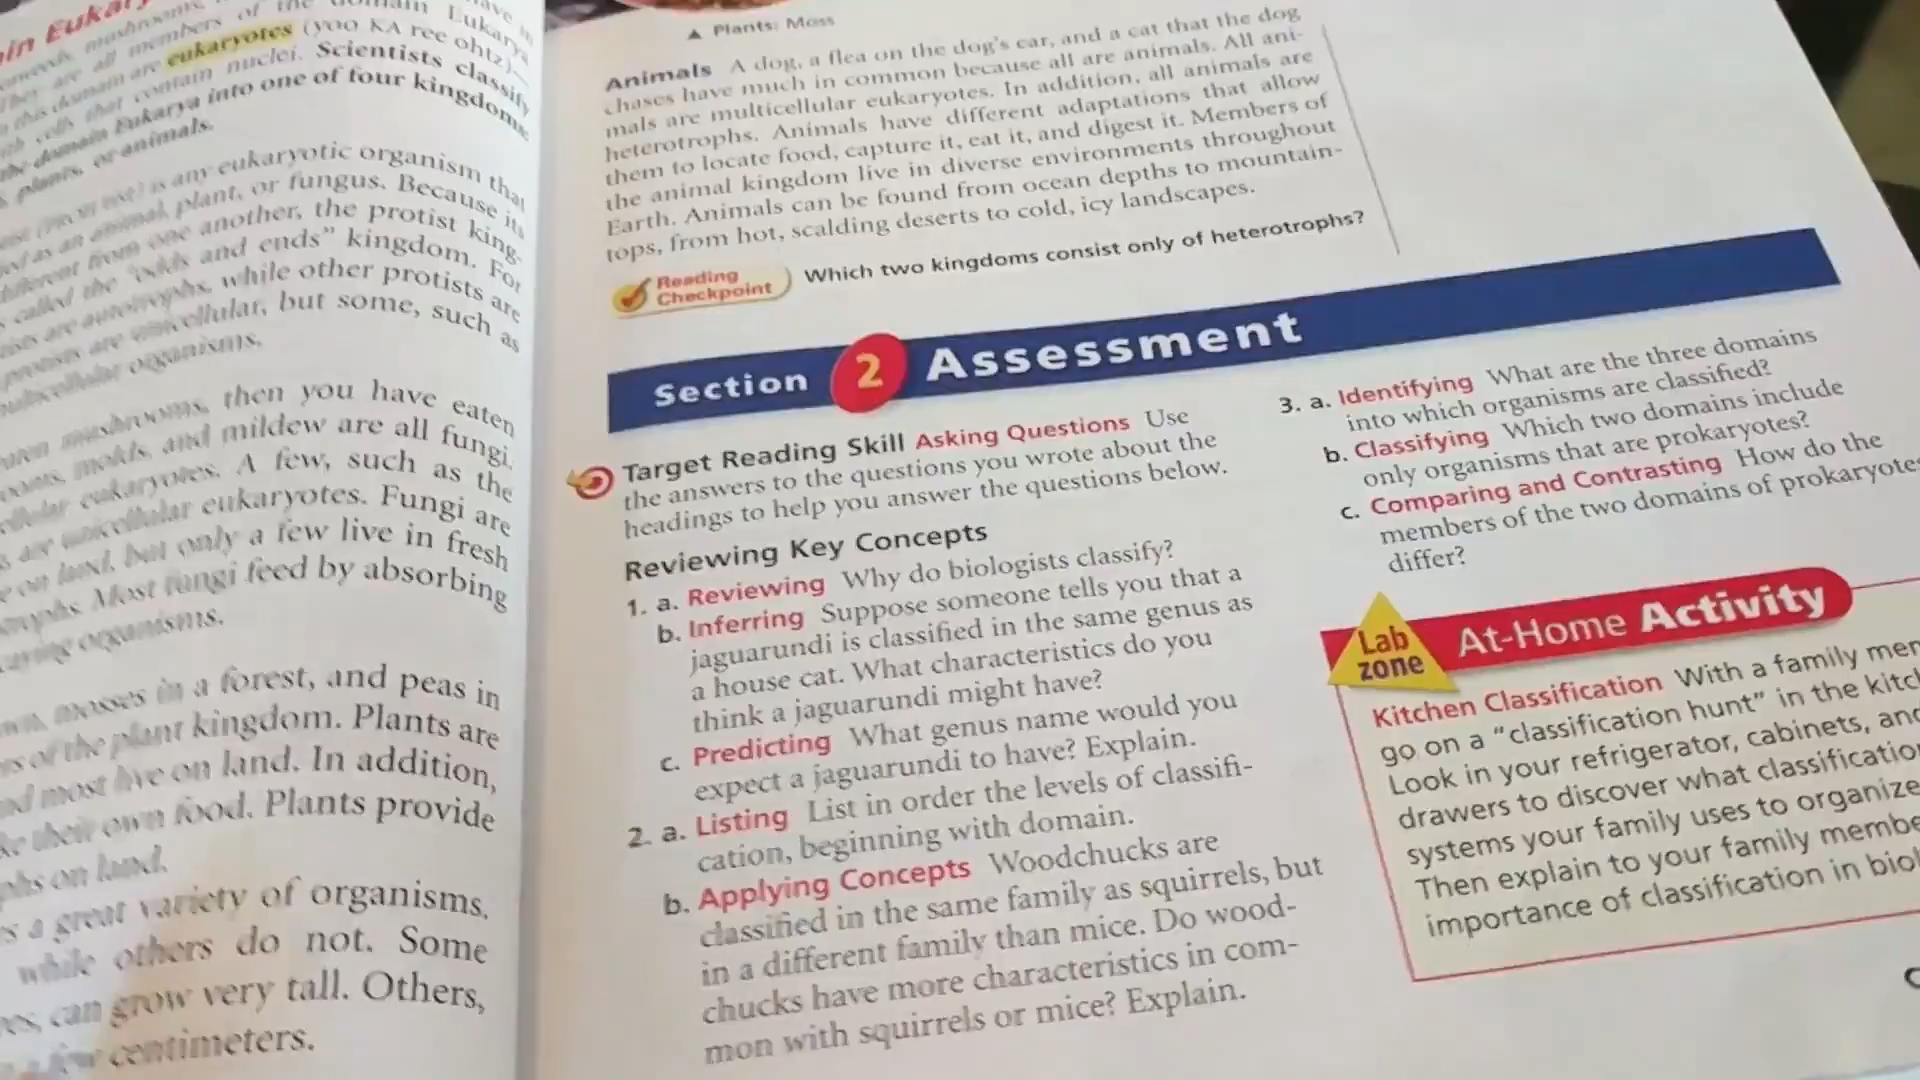 eukaryotes (yoo KA ree ohtz)—
cells that contain nuclei. Scientists classify
the domain Eukarya into one of four kingdoms:
plants, or animals.
is any eukaryotic organism that
as an animal, plant, or fungus. Because its
different from one another, the protist king-
called the "odds and ends" kingdom. For
are autotrophs, while other protists are
protists are unicellular, but some, such as
multicellular organisms.
mushrooms, then you have eaten
molds, and mildew are all fungi.
eukaryotes. A few, such as the
are unicellular eukaryotes. Fungi are
on land, but only a few live in fresh
Most fungi feed by absorbing
organisms.
mosses in a forest, and peas in
of the plant kingdom. Plants are
and most live on land. In addition,
their own food. Plants provide
on land.
a great variety of organisms.
while others do not. Some
can grow very tall. Others,
few centimeters.
▲ Plants: Moss
Animals A dog, a flea on the dog's ear, and a cat that the dog
chases have much in common because all are animals. All ani-
mals are multicellular eukaryotes. In addition, all animals are
heterotrophs. Animals have different adaptations that allow
them to locate food, capture it, eat it, and digest it. Members of
the animal kingdom live in diverse environments throughout
Earth. Animals can be found from ocean depths to mountain-
tops, from hot, scalding deserts to cold, icy landscapes.
Reading
Checkpoint
Which two kingdoms consist only of heterotrophs?
Section 2 Assessment
Target Reading Skill Asking Questions Use
the answers to the questions you wrote about the
headings to help you answer the questions below.
Reviewing Key Concepts
1. a. Reviewing Why do biologists classify?
b. Inferring Suppose someone tells you that a
jaguarundi is classified in the same genus as
a house cat. What characteristics do you
think a jaguarundi might have?
c. Predicting What genus name would you
expect a jaguarundi to have? Explain.
2. a. Listing List in order the levels of classifi-
cation, beginning with domain.
b. Applying Concepts Woodchucks are
classified in the same family as squirrels, but
in a different family than mice. Do wood-
chucks have more characteristics in com-
mon with squirrels or mice? Explain.
3. a. Identifying What are the three domains
into which organisms are classified?
b. Classifying Which two domains include
only organisms that are prokaryotes?
c. Comparing and Contrasting How do the
members of the two domains of prokaryotes
differ?
Lab
zone
At-Home Activity
Kitchen Classification With a family mem
go on a "classification hunt" in the kitch
Look in your refrigerator, cabinets, and
drawers to discover what classification
systems your family uses to organize
Then explain to your family membe
importance of classification in biol